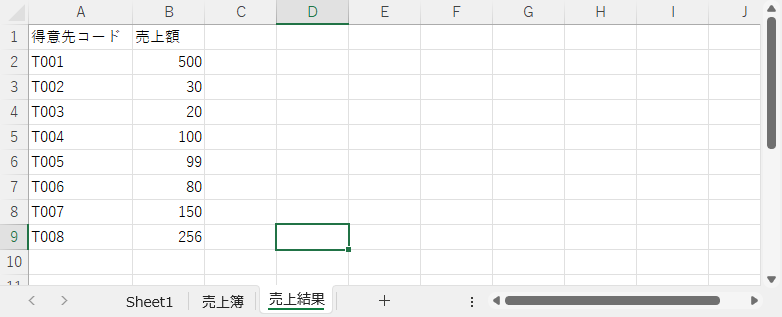 A B C D E F G H I J
1 得意先コード 売上額
2 T001 500
3 T002 30
4 T003 20
5 T004 100
6 T005 99
7 T006 80
8 T007 150
9 T008 256
10
11
Sheet1 売上簿 売上結果 +